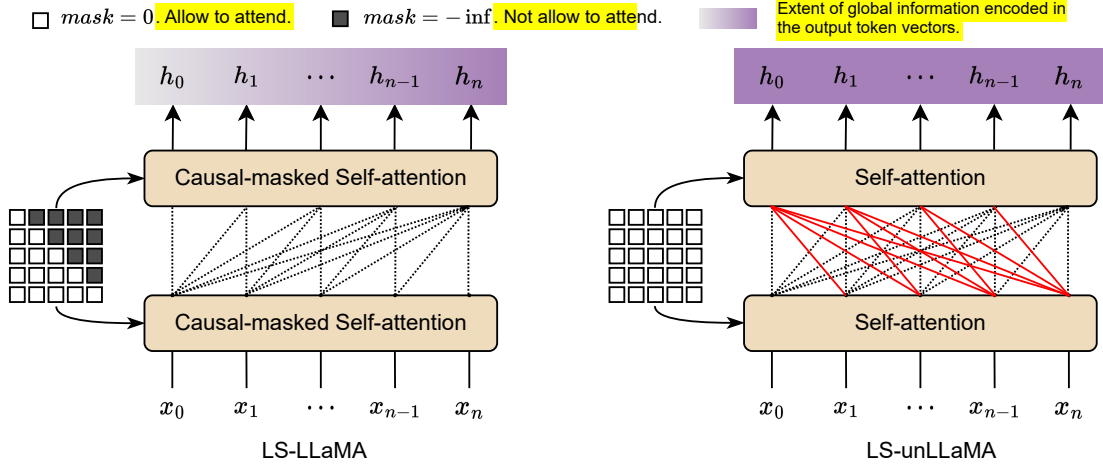 mask = 0. Allow to attend.
mask = − inf. Not allow to attend.
Extent of global information encoded in
the output token vectors.
h₀ h₁ ⋯ hₙ₋₁ hₙ
h₀ h₁ ⋯ hₙ₋₁ hₙ
Causal-masked Self-attention
Self-attention
Causal-masked Self-attention
Self-attention
x₀ x₁ ⋯ xₙ₋₁ xₙ
x₀ x₁ ⋯ xₙ₋₁ xₙ
LS-LLaMA
LS-unLLaMA